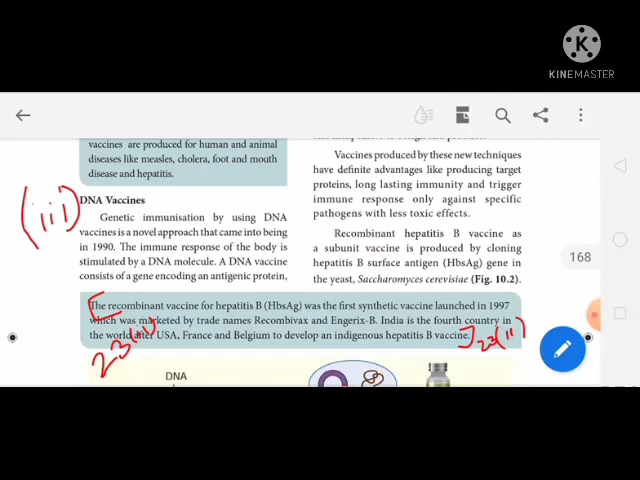 KINEMASTER
vaccines are produced for human and animal
diseases like measles, cholera, foot and mouth
disease and hepatitis.
(iii)
DNA Vaccines
Genetic immunisation by using DNA
vaccines is a novel approach that came into being
in 1990. The immune response of the body is
stimulated by a DNA molecule. A DNA vaccine
consists of a gene encoding an antigenic protein,
Vaccines produced by these new techniques
have definite advantages like producing target
proteins, long lasting immunity and trigger
immune response only against specific
pathogens with less toxic effects.
Recombinant hepatitis B vaccine as
a subunit vaccine is produced by cloning
hepatitis B surface antigen (HbsAg) gene in
the yeast, Saccharomyces cerevisiae (Fig. 10.2).
168
The recombinant vaccine for hepatitis B (HbsAg) was the first synthetic vaccine launched in 1997
which was marketed by trade names Recombivax and Engerix-B. India is the fourth country in
the world after USA, France and Belgium to develop an indigenous hepatitis B vaccine.
23(ii)
23(ii)
DNA